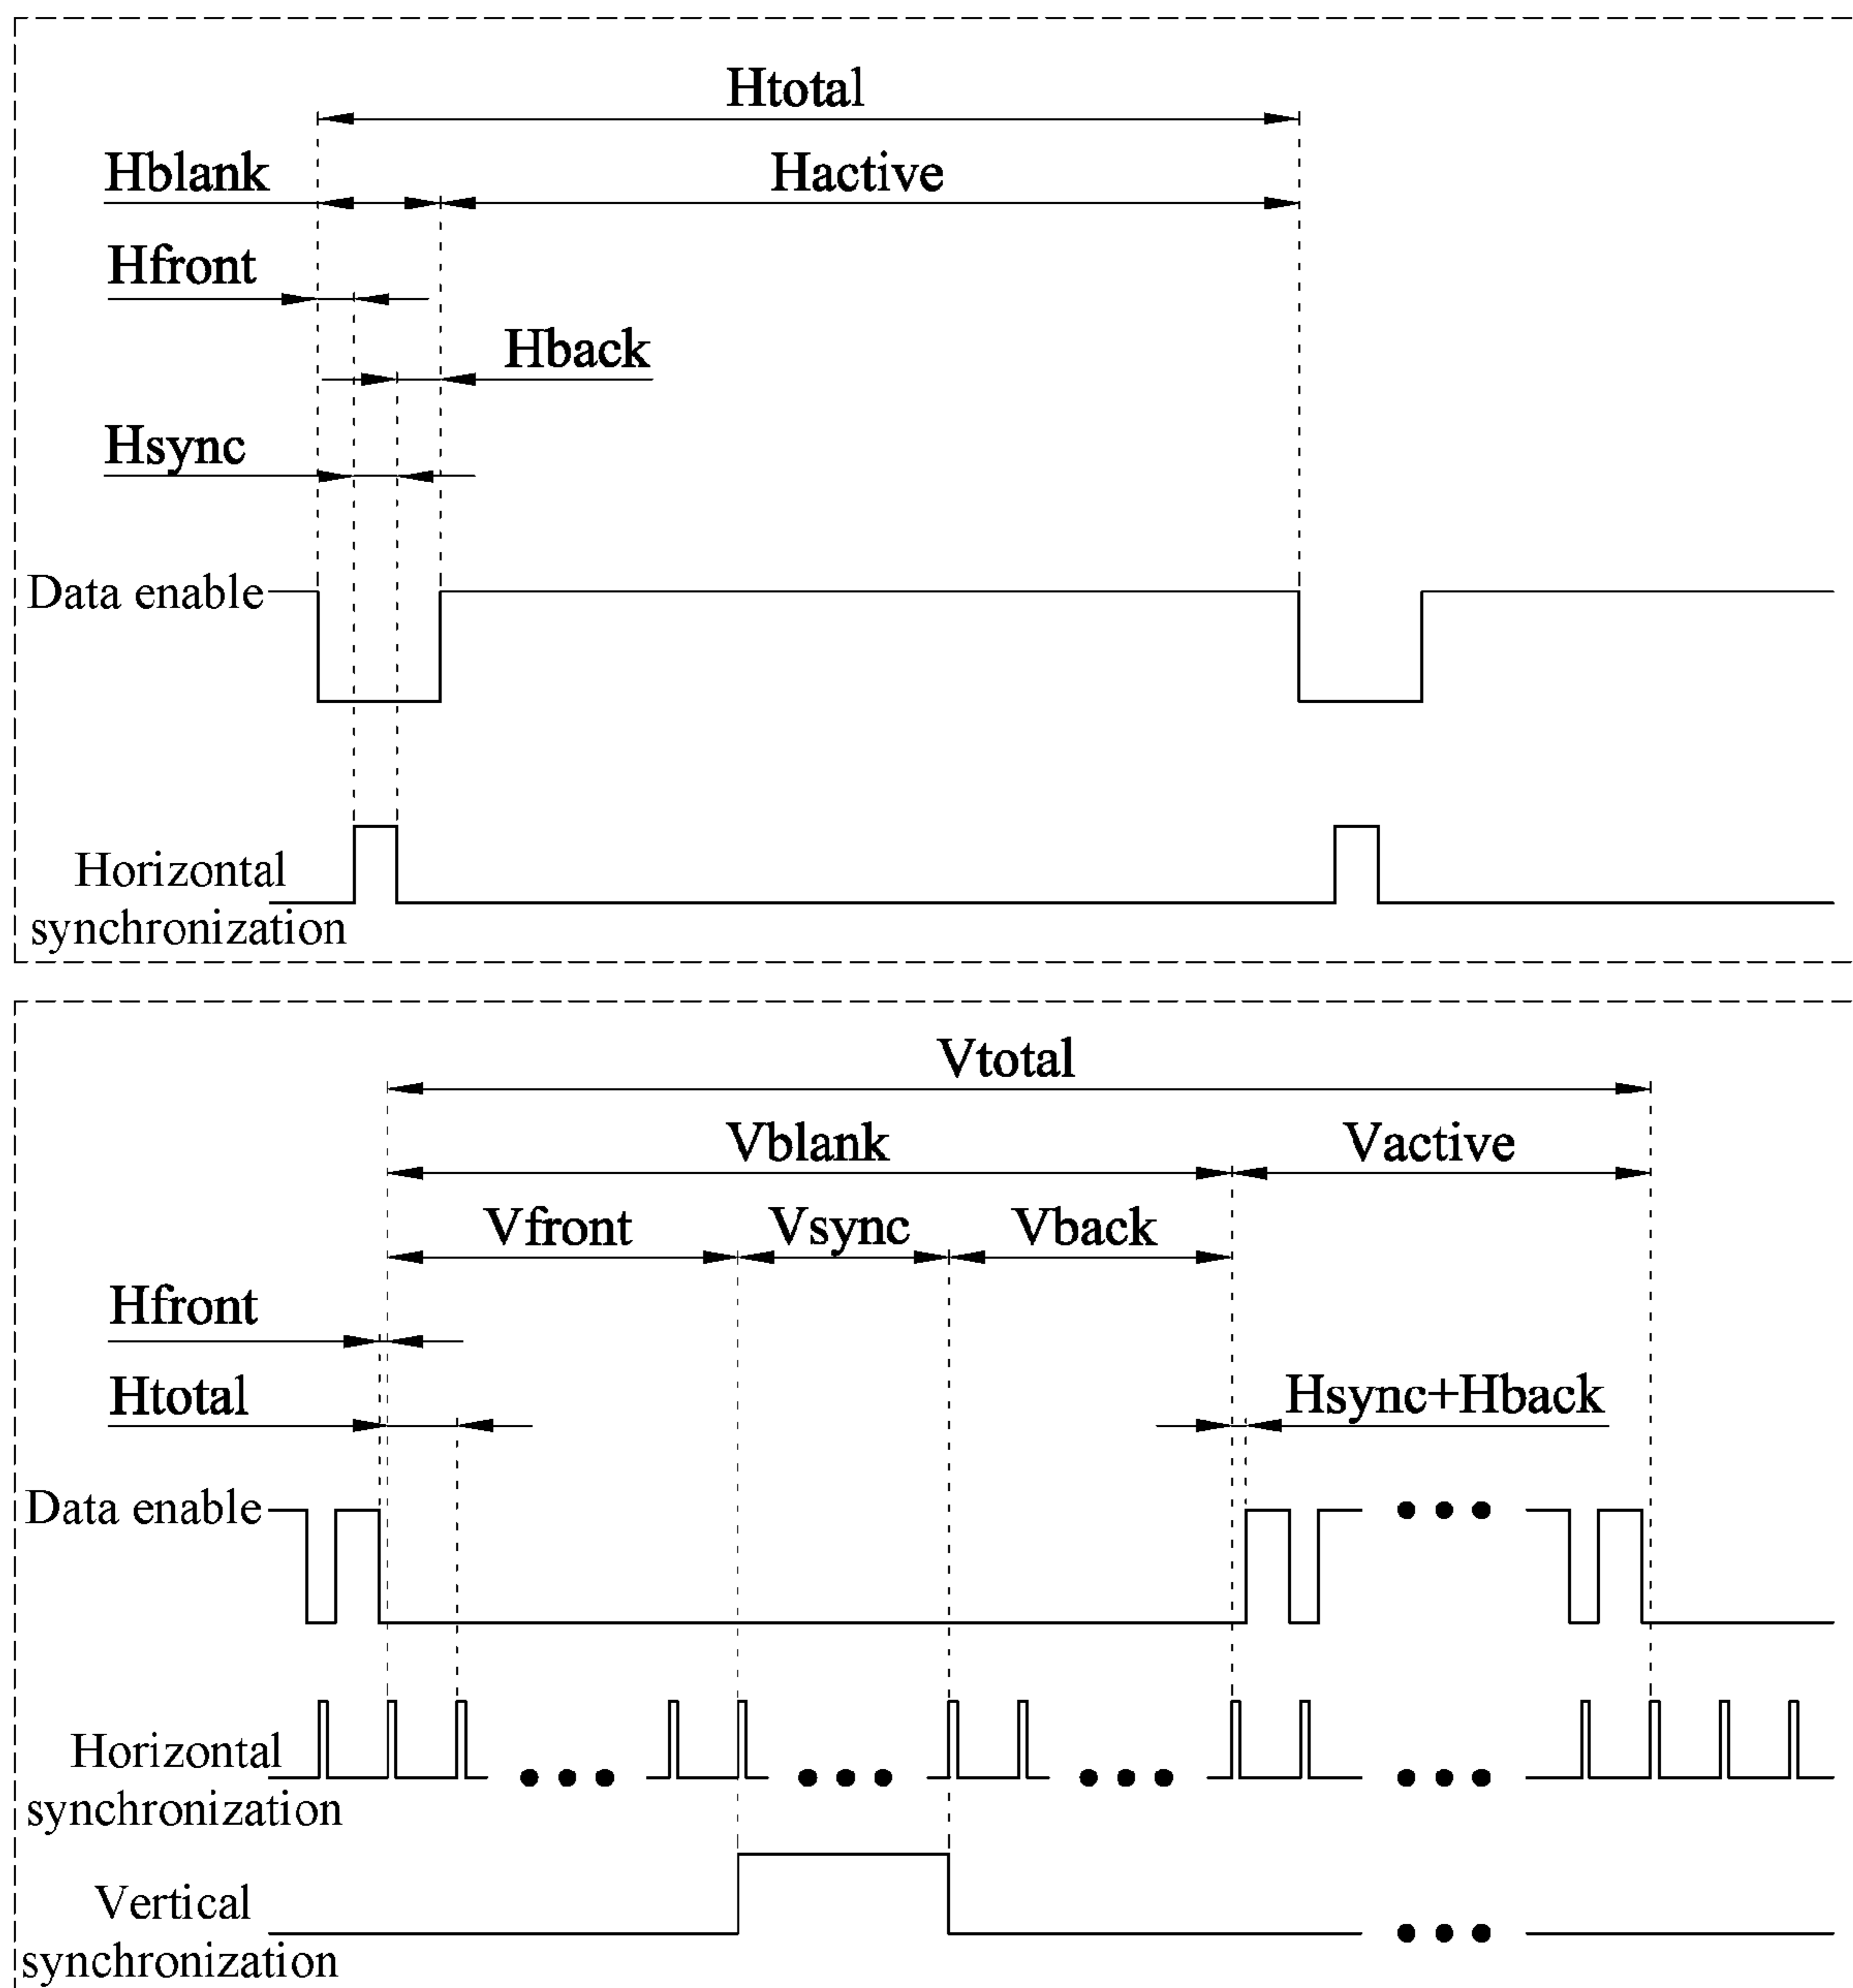 Htotal
Hblank
Hactive
Hfront
Hback
Hsync
Data enable
Horizontal
synchronization
Vtotal
Vblank
Vactive
Vfront
Vsync
Vback
Hfront
Htotal
Hsync+Hback
Data enable
Horizontal
synchronization
Vertical
synchronization